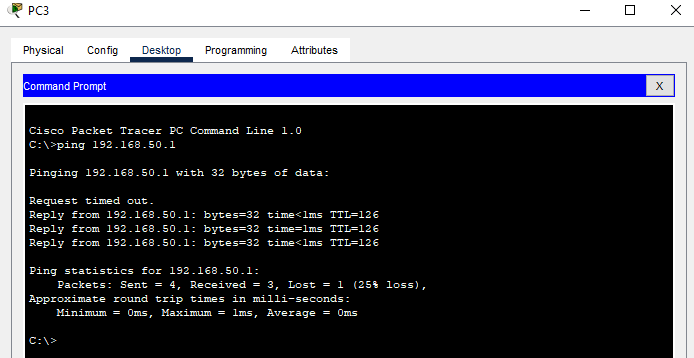 PC3
Physical Config Desktop Programming Attributes
Command Prompt X
Cisco Packet Tracer PC Command Line 1.0
C:\>ping 192.168.50.1
Pinging 192.168.50.1 with 32 bytes of data:
Request timed out.
Reply from 192.168.50.1: bytes=32 time<1ms TTL=126
Reply from 192.168.50.1: bytes=32 time=1ms TTL=126
Reply from 192.168.50.1: bytes=32 time<1ms TTL=126
Ping statistics for 192.168.50.1:
Packets: Sent = 4, Received = 3, Lost = 1 (25% loss),
Approximate round trip times in milli-seconds:
Minimum = 0ms, Maximum = 1ms, Average = 0ms
C:\>